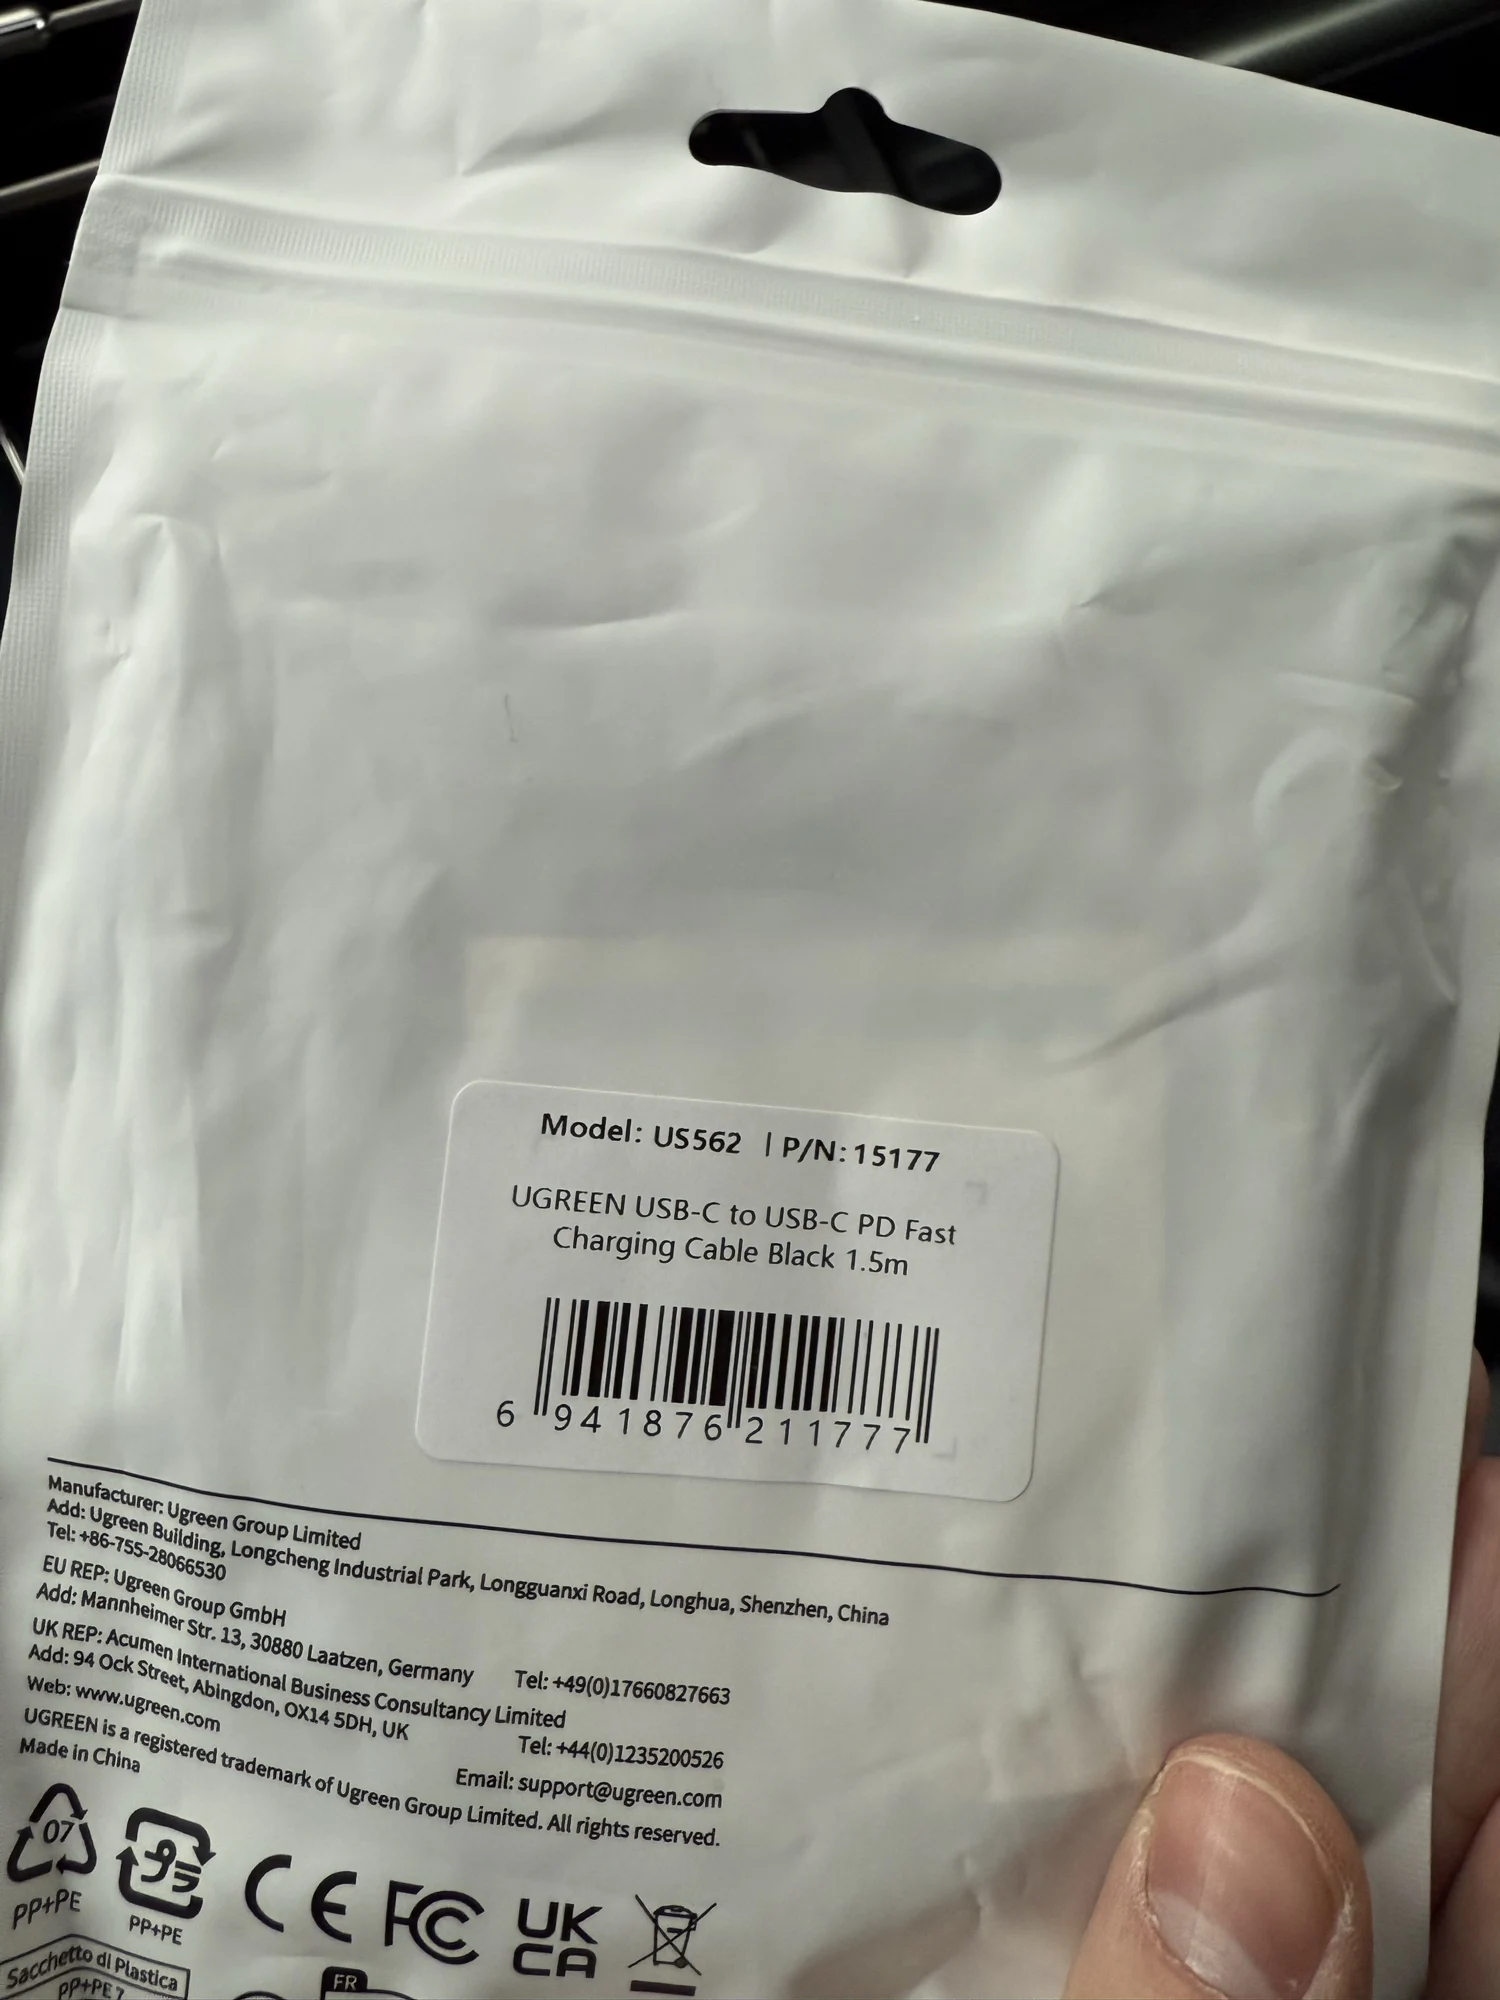 Model: US562 | P/N: 15177
UGREEN USB-C to USB-C PD Fast
Charging Cable Black 1.5m
6 941876 211777
Manufacturer: Ugreen Group Limited
Add: Ugreen Building, Longcheng Industrial Park, Longguanxi Road, Longhua, Shenzhen, China
Tel: +86-755-28066530
EU REP: Ugreen Group GmbH
Add: Mannheimer Str. 13, 30880 Laatzen, Germany Tel: +49(0)17660827663
UK REP: Acumen International Business Consultancy Limited
Add: 94 Ock Street, Abingdon, OX14 5DH, UK Tel: +44(0)1235200526
Web: www.ugreen.com Email: support@ugreen.com
UGREEN is a registered trademark of Ugreen Group Limited. All rights reserved.
Made in China
07
PP+PE
プラ
PP+PE
CE FC UK
CA
Sacchetto di Plastica
PP+PE 7
FR